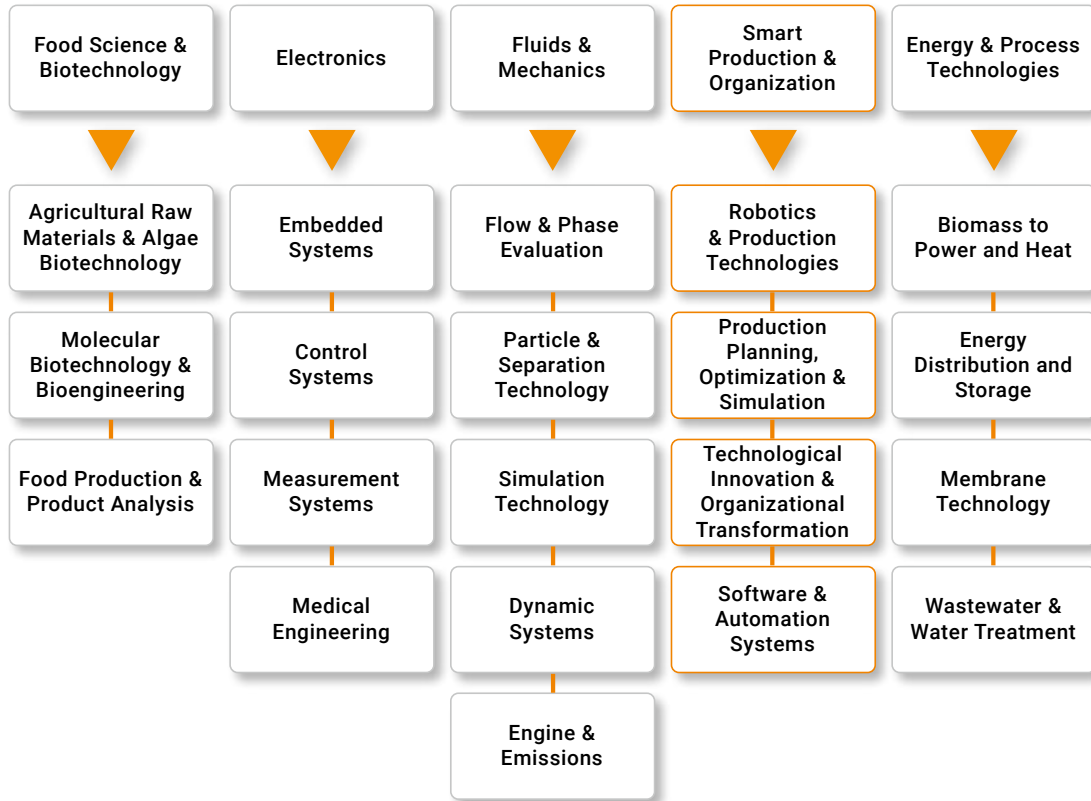 Food Science &
Biotechnology
Electronics
Fluids &
Mechanics
Smart
Production &
Organization
Energy & Process
Technologies
Agricultural Raw
Materials & Algae
Biotechnology
Embedded
Systems
Flow & Phase
Evaluation
Robotics
& Production
Technologies
Biomass to
Power and Heat
Molecular
Biotechnology &
Bioengineering
Control
Systems
Particle &
Separation
Technology
Production
Planning,
Optimization &
Simulation
Energy
Distribution and
Storage
Food Production &
Product Analysis
Measurement
Systems
Simulation
Technology
Technological
Innovation &
Organizational
Transformation
Membrane
Technology
Medical
Engineering
Dynamic
Systems
Software &
Automation
Systems
Wastewater &
Water Treatment
Engine &
Emissions